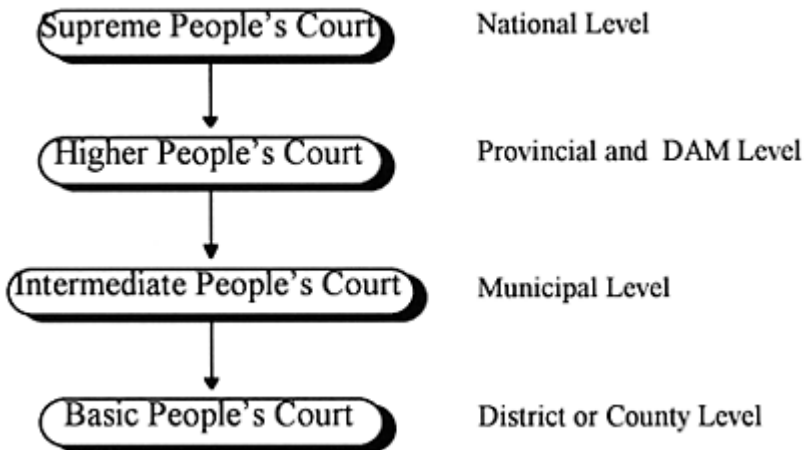 Supreme People's Court National Level
Higher People's Court Provincial and DAM Level
Intermediate People's Court Municipal Level
Basic People's Court District or County Level